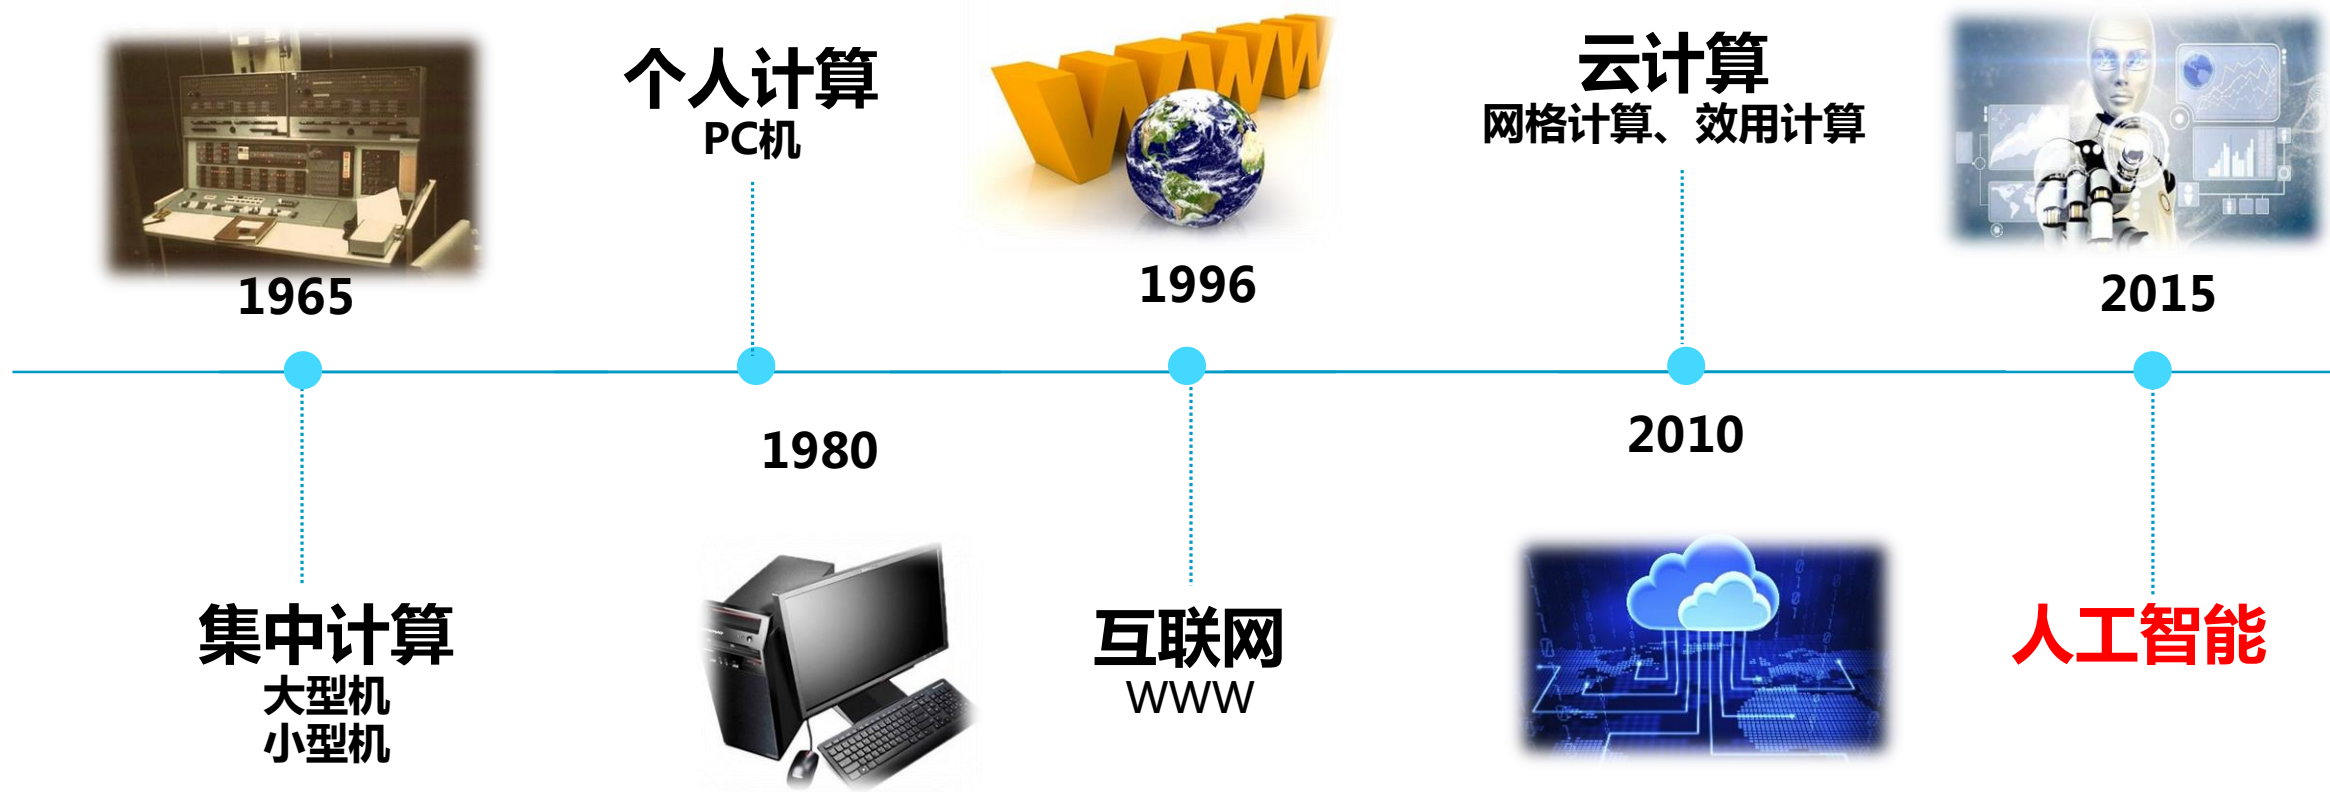 1965
集中计算
大型机
小型机
个人计算
PC机
1980
WWW
1996
互联网
WWW
云计算
网格计算、效用计算
2010
2015
人工智能